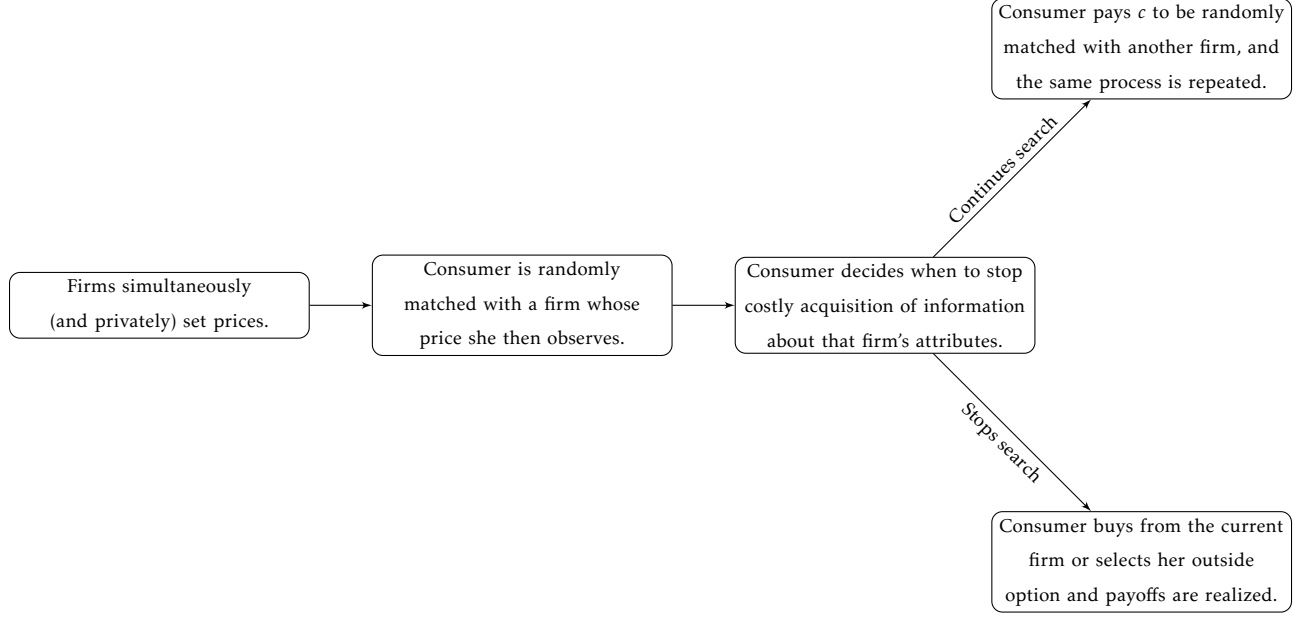 Consumer pays c to be randomly
matched with another firm, and
the same process is repeated.
Continues search
Firms simultaneously
(and privately) set prices.
Consumer is randomly
matched with a firm whose
price she then observes.
Consumer decides when to stop
costly acquisition of information
about that firm's attributes.
Stops search
Consumer buys from the current
firm or selects her outside
option and payoffs are realized.